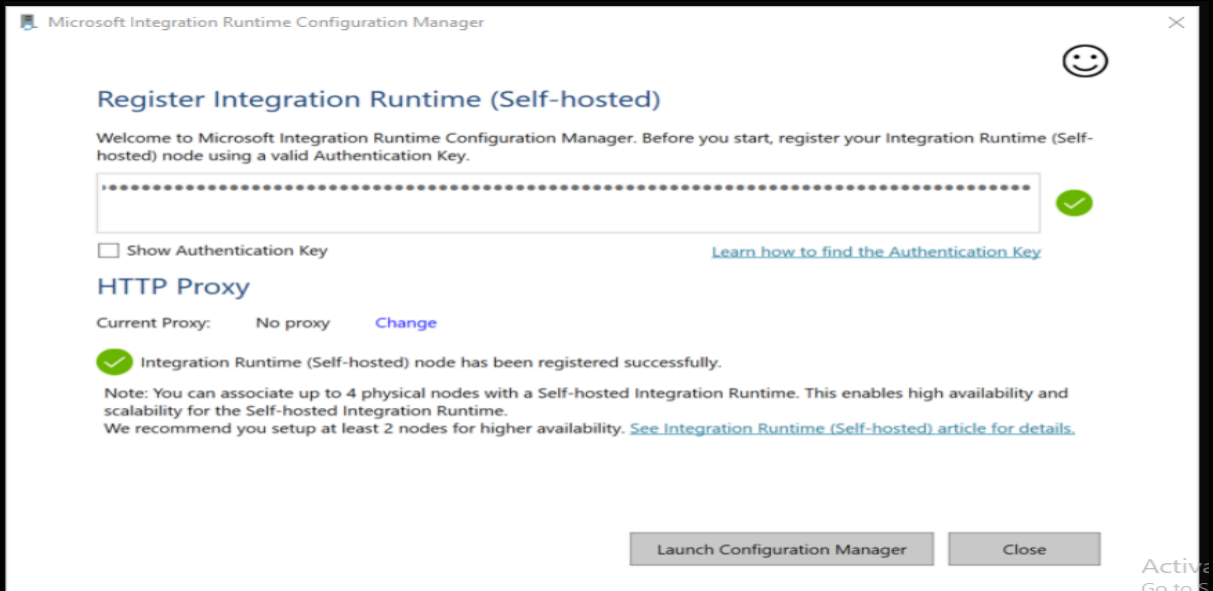 Microsoft Integration Runtime Configuration Manager
Register Integration Runtime (Self-hosted)
Welcome to Microsoft Integration Runtime Configuration Manager. Before you start, register your Integration Runtime (Self-
hosted) node using a valid Authentication Key.
Show Authentication Key
Learn how to find the Authentication Key
HTTP Proxy
Current Proxy: No proxy Change
Integration Runtime (Self-hosted) node has been registered successfully.
Note: You can associate up to 4 physical nodes with a Self-hosted Integration Runtime. This enables high availability and
scalability for the Self-hosted Integration Runtime.
We recommend you setup at least 2 nodes for higher availability. See Integration Runtime (Self-hosted) article for details.
Launch Configuration Manager
Close
Go to